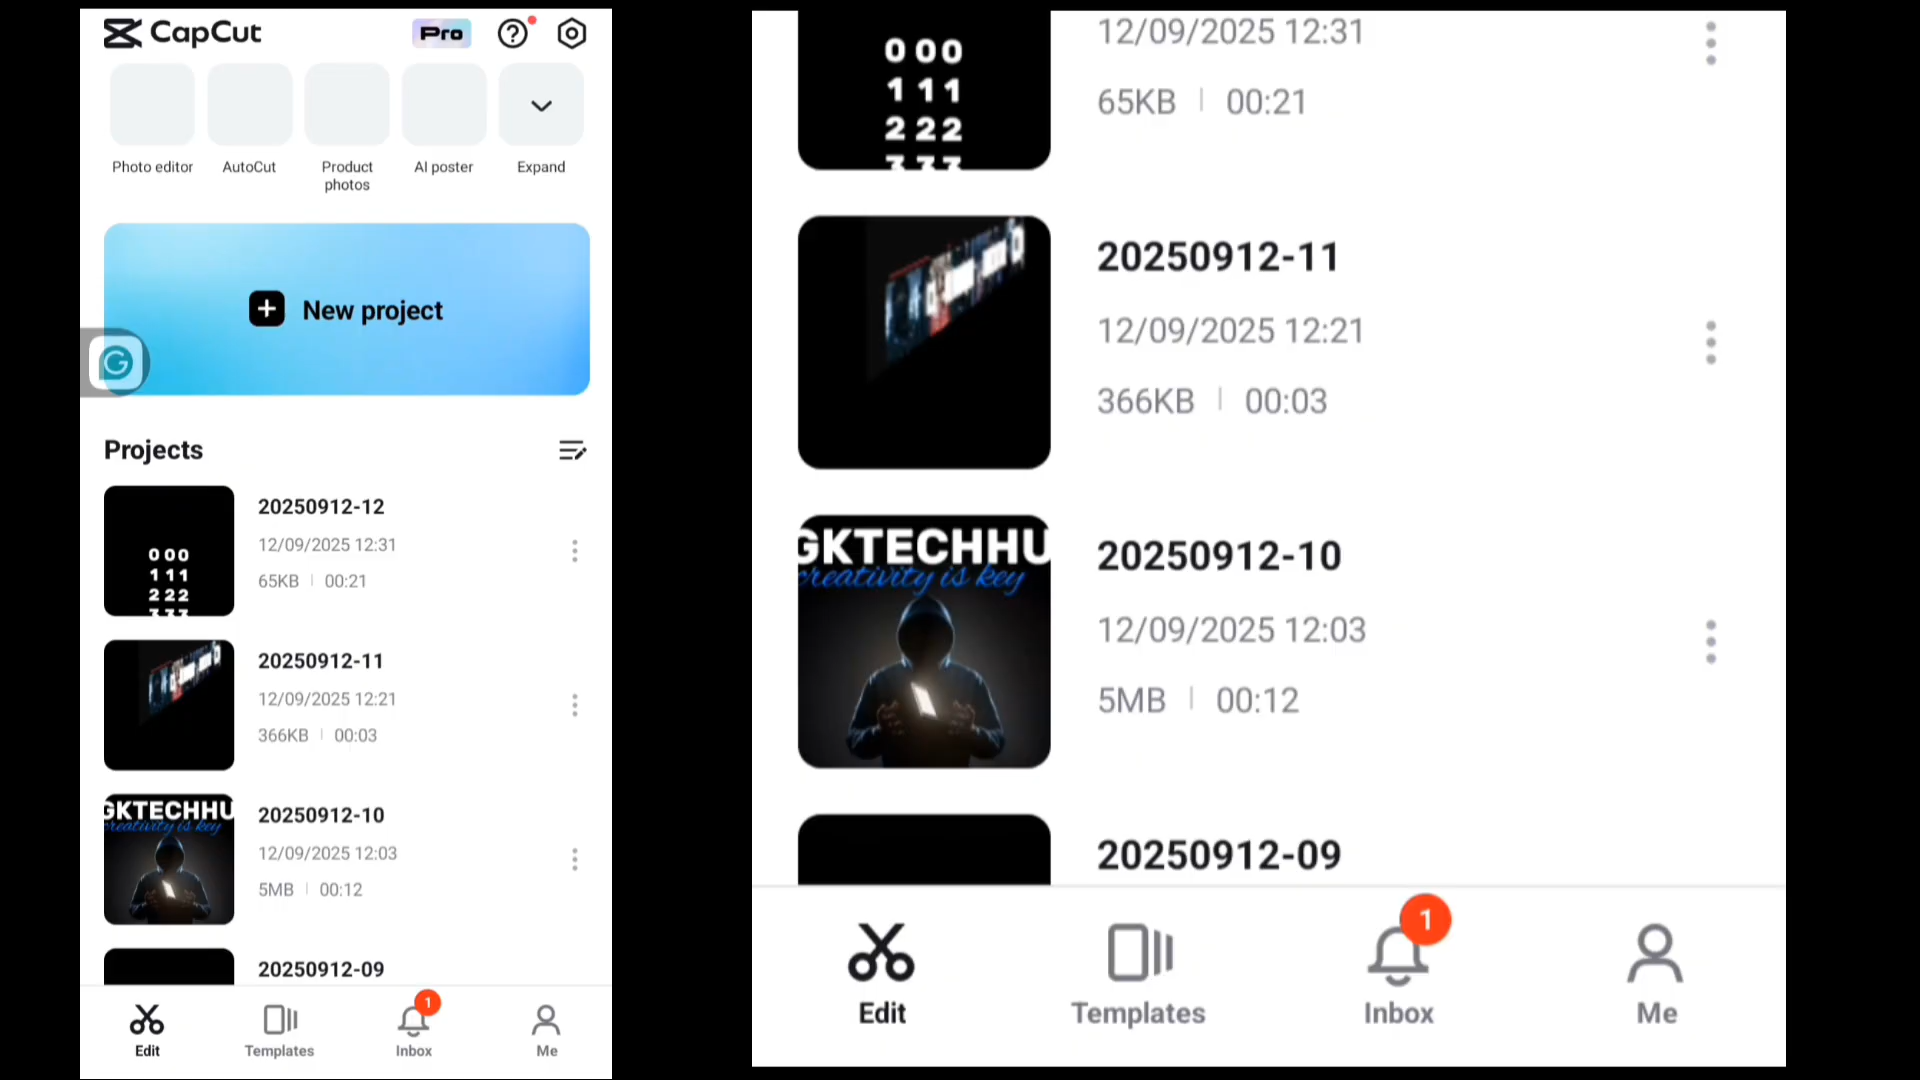 CapCut
Pro
Photo editor
AutoCut
Product
photos
AI poster
Expand
New project
Projects
20250912-12
12/09/2025 12:31
65KB | 00:21
000
111
222
333
20250912-11
12/09/2025 12:21
366KB | 00:03
GKTECHHU
creativity is key
20250912-10
12/09/2025 12:03
5MB | 00:12
20250912-09
Edit
Templates
1
Inbox
Me
000
111
222
333
12/09/2025 12:31
65KB | 00:21
20250912-11
12/09/2025 12:21
366KB | 00:03
GKTECHHU
creativity is key
20250912-10
12/09/2025 12:03
5MB | 00:12
20250912-09
Edit
Templates
1
Inbox
Me